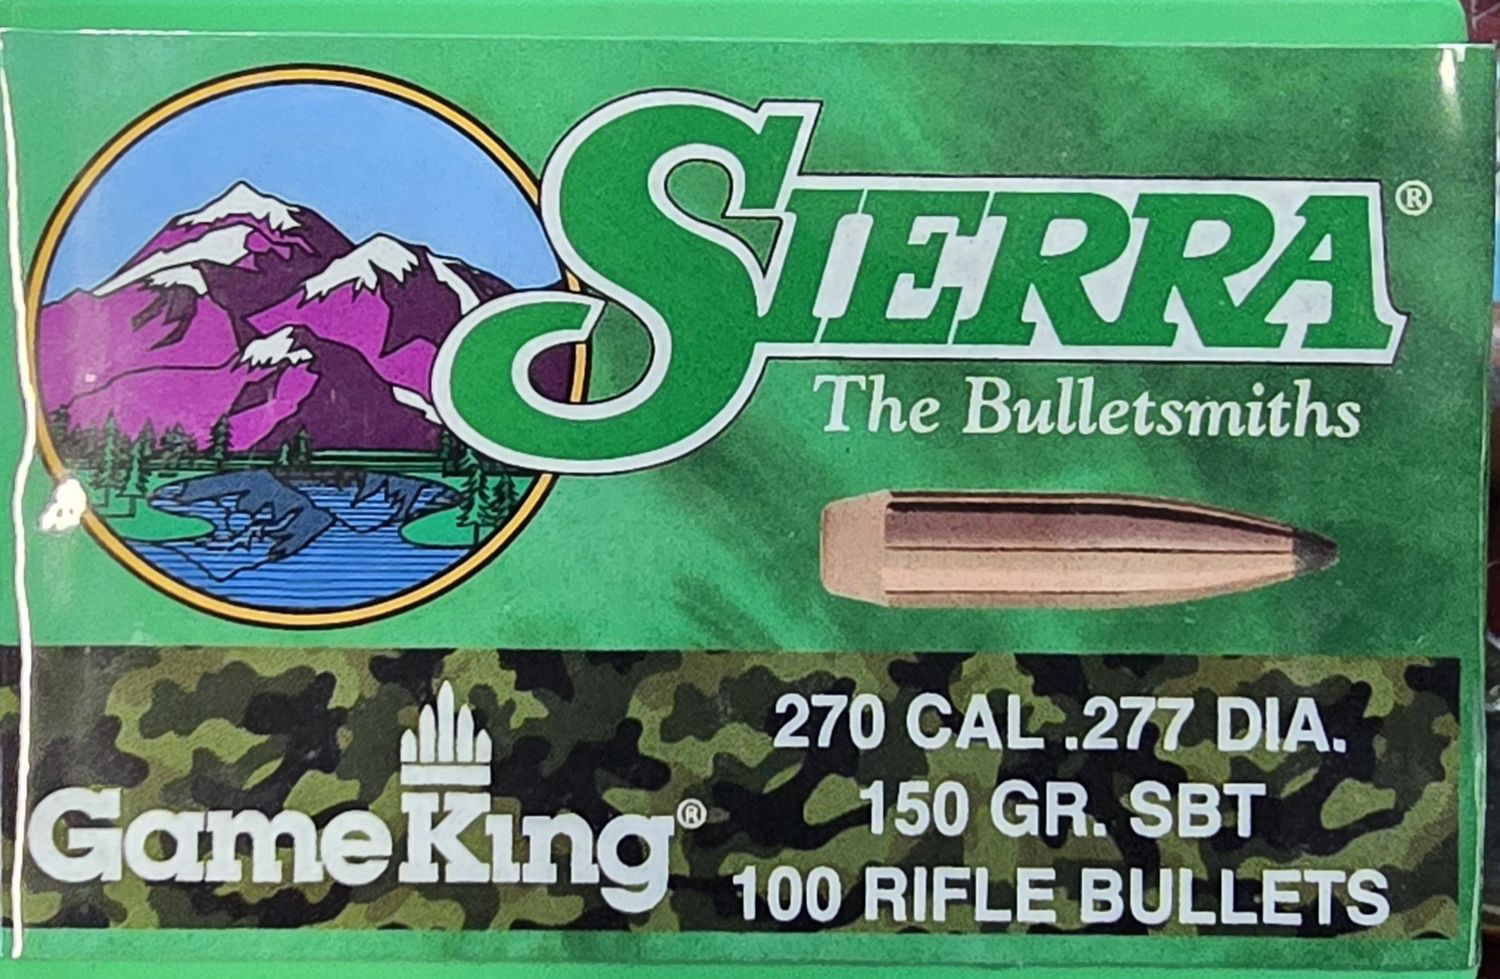 SIERRA®
The Bulletsmiths
270 CAL .277 DIA.
150 GR. SBT
100 RIFLE BULLETS
GameKing®